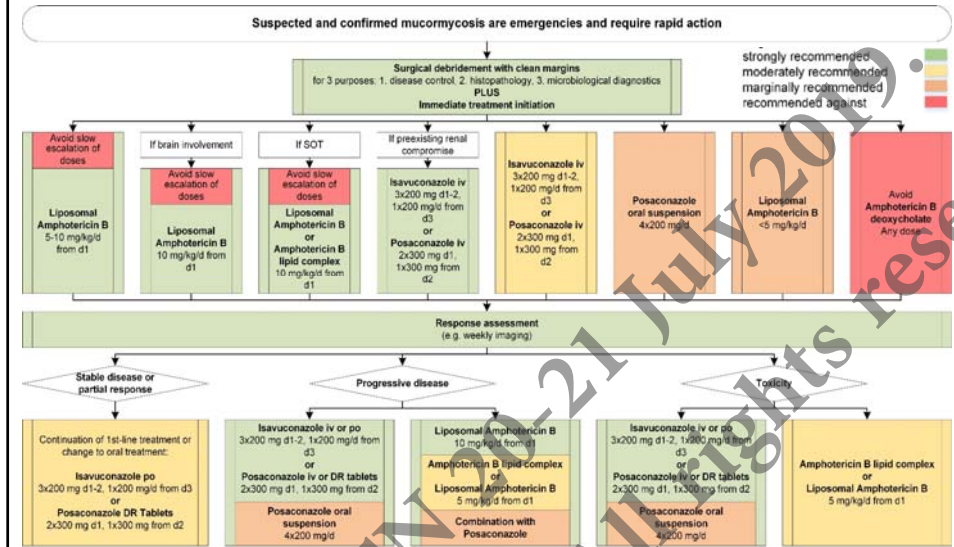 Suspected and confirmed mucormycosis are emergencies and require rapid action
strongly recommended
moderately recommended
marginally recommended
recommended against
Surgical debridement with clean margins
for 3 purposes: 1. disease control, 2. histopathology, 3. microbiological diagnostics
PLUS
Immediate treatment initiation
Avoid slow
escalation of
doses
Liposomal
Amphotericin B
5-10 mg/kg/d
from d1
If brain involvement
Avoid slow
escalation of
doses
Liposomal
Amphotericin B
10 mg/kg/d from
d1
If SOT
Avoid slow
escalation of
doses
Liposomal
Amphotericin B
or
Amphotericin B
lipid complex
10 mg/kg/d from
d1
If preexisting renal
compromise
Isavuconazole iv
3x200 mg d1-2,
1x200 mg/d from
d3
or
Posaconazole iv
2x300 mg d1,
1x300 mg from
d2
Isavuconazole iv
3x200 mg d1-2,
1x200 mg/d from
d3
or
Posaconazole iv
2x300 mg d1,
1x300 mg from
d2
Posaconazole
oral suspension
4x200 mg/d
Liposomal
Amphotericin B
<5 mg/kg/d
Avoid
Amphotericin B
deoxycholate
Any dose
Response assessment
(e.g. weekly imaging)
Stable disease or
partial response
Progressive disease
Toxicity
Continuation of 1st-line treatment or
change to oral treatment:
Isavuconazole po
3x200 mg d1-2, 1x200 mg/d from d3
or
Posaconazole DR Tablets
2x300 mg d1, 1x300 mg from d2
Isavuconazole iv or po
3x200 mg d1-2, 1x200 mg/d from
d3
or
Posaconazole iv or DR tablets
2x300 mg d1, 1x300 mg from d2
Posaconazole oral
suspension
4x200 mg/d
Liposomal Amphotericin B
10 mg/kg/d from d1
Amphotericin B lipid complex
or
Liposomal Amphotericin B
5 mg/kg/d from d1
Combination with
Posaconazole
Isavuconazole iv or po
3x200 mg d1-2, 1x200 mg/d from
d3
or
Posaconazole iv or DR tablets
2x300 mg d1, 1x300 mg from d2
Posaconazole oral
suspension
4x200 mg/d
Amphotericin B lipid complex
or
Liposomal Amphotericin B
5 mg/kg/d from d1
20-21 July 2019.
all rights